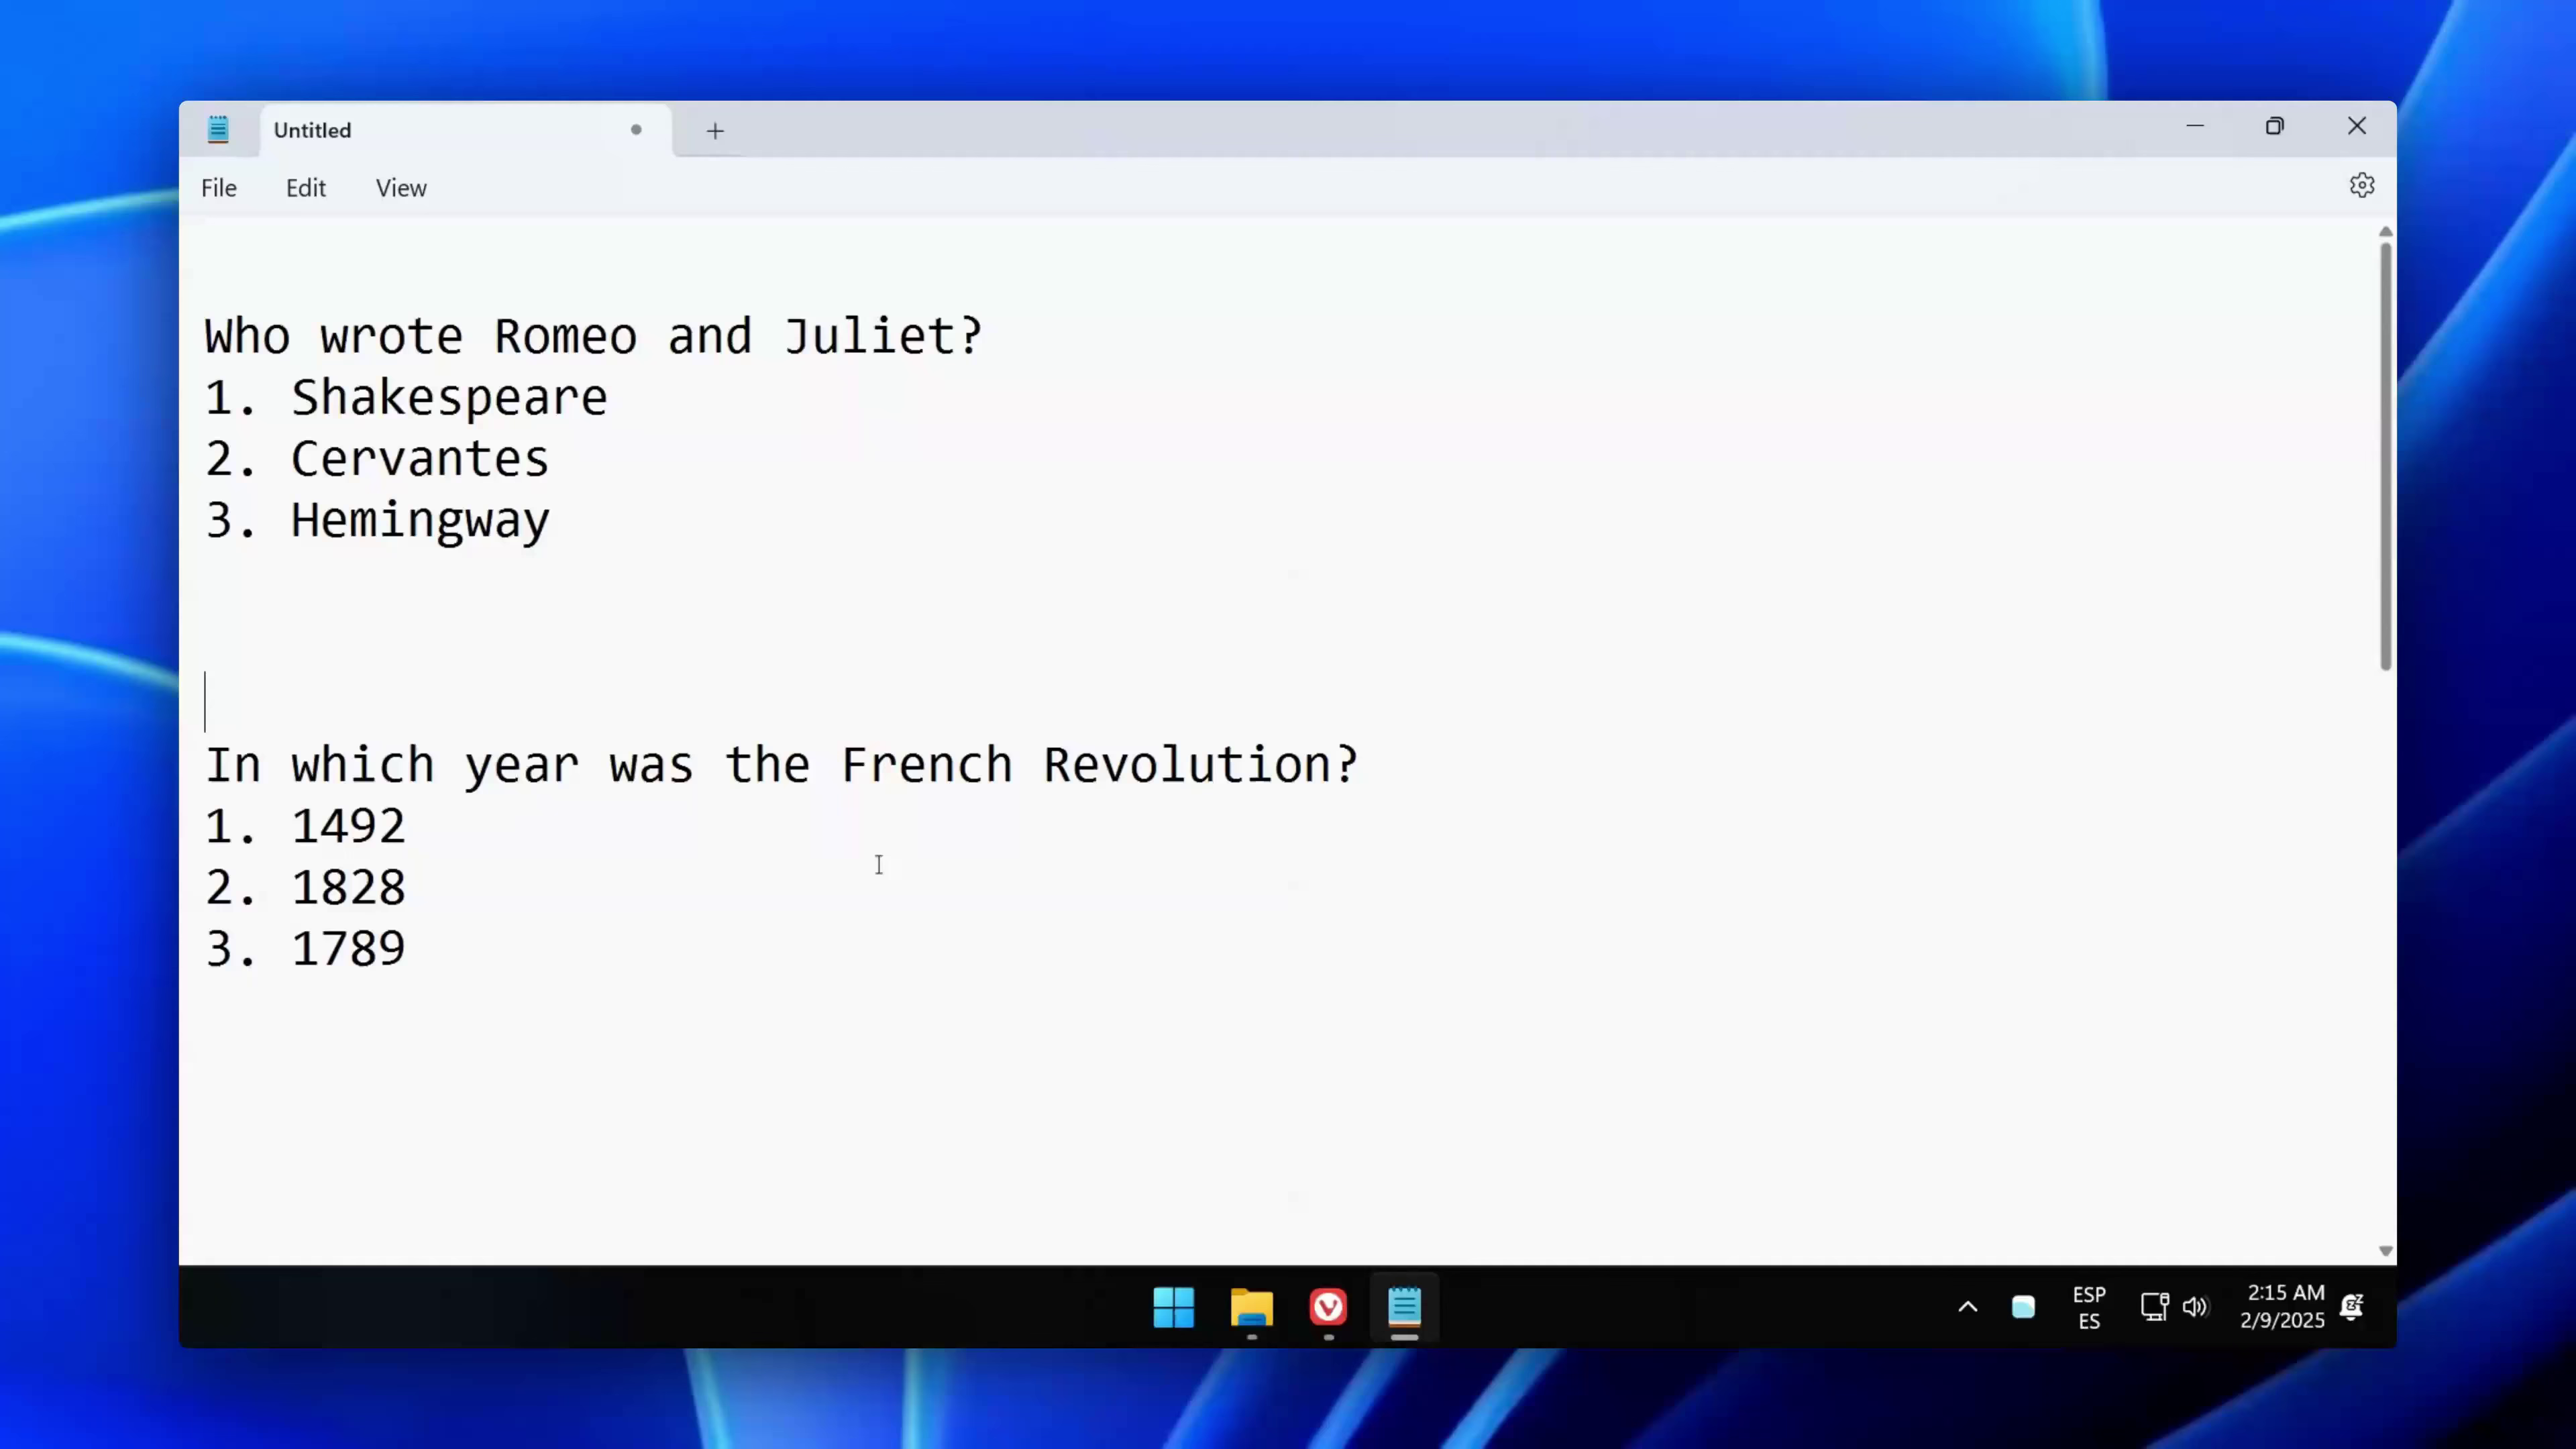 Untitled
File Edit View
Who wrote Romeo and Juliet?
1. Shakespeare
2. Cervantes
3. Hemingway
In which year was the French Revolution?
1. 1492
2. 1828
3. 1789
ESP
ES
2:15 AM
2/9/2025